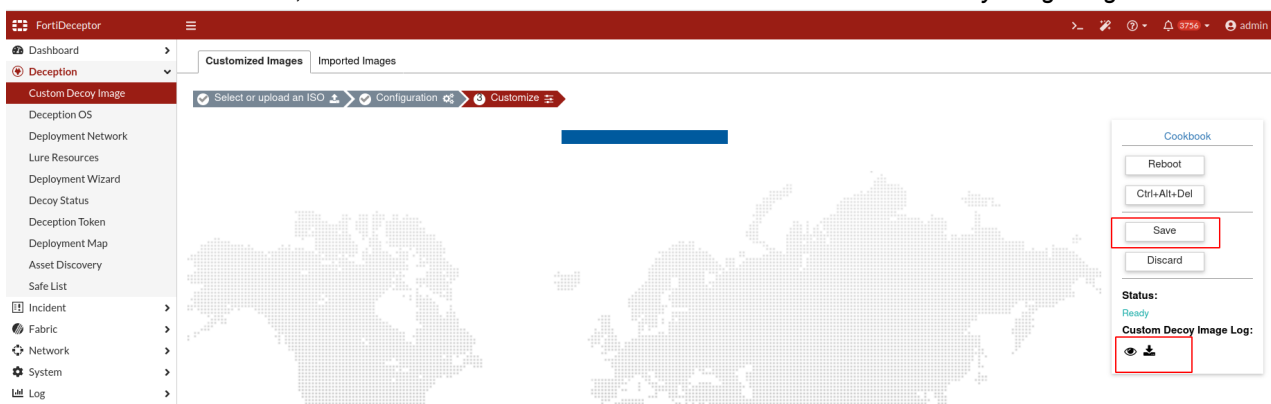 FortiDeceptor
>_
3756
admin
Dashboard
Deception
Custom Decoy Image
Deception OS
Deployment Network
Lure Resources
Deployment Wizard
Decoy Status
Deception Token
Deployment Map
Asset Discovery
Safe List
Incident
Fabric
Network
System
Log
Customized Images
Imported Images
Select or upload an ISO
Configuration
3 Customize
Cookbook
Reboot
Ctrl+Alt+Del
Save
Discard
Status:
Ready
Custom Decoy Image Log: